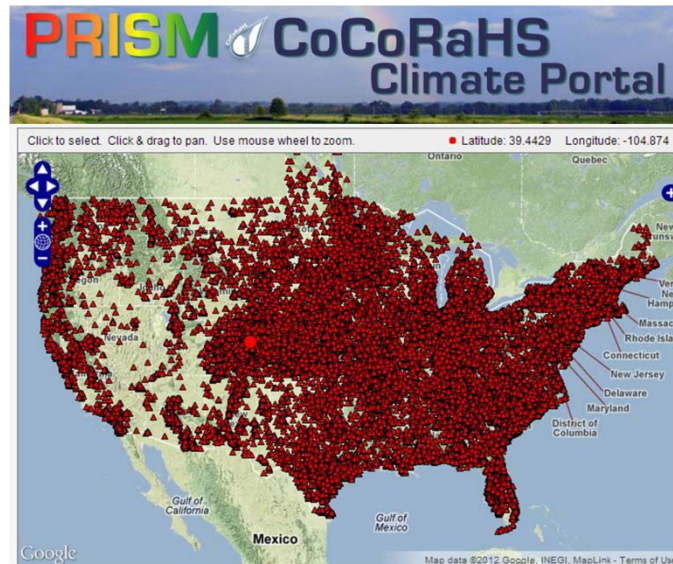 PRISM CoCoRaHS
Climate Portal
Click to select. Click & drag to pan. Use mouse wheel to zoom.
Latitude: 39.4429 Longitude: -104.874
Ontario
Quebec
Nevada
Massac
Rhode Islan
Connecticut
New Jersey
Delaware
Maryland
District of
Columbia
Gulf of
California
Gulf of
Mexico
Mexico
Google
Map data ©2012 Google, INEGI, MapLink - Terms of Use